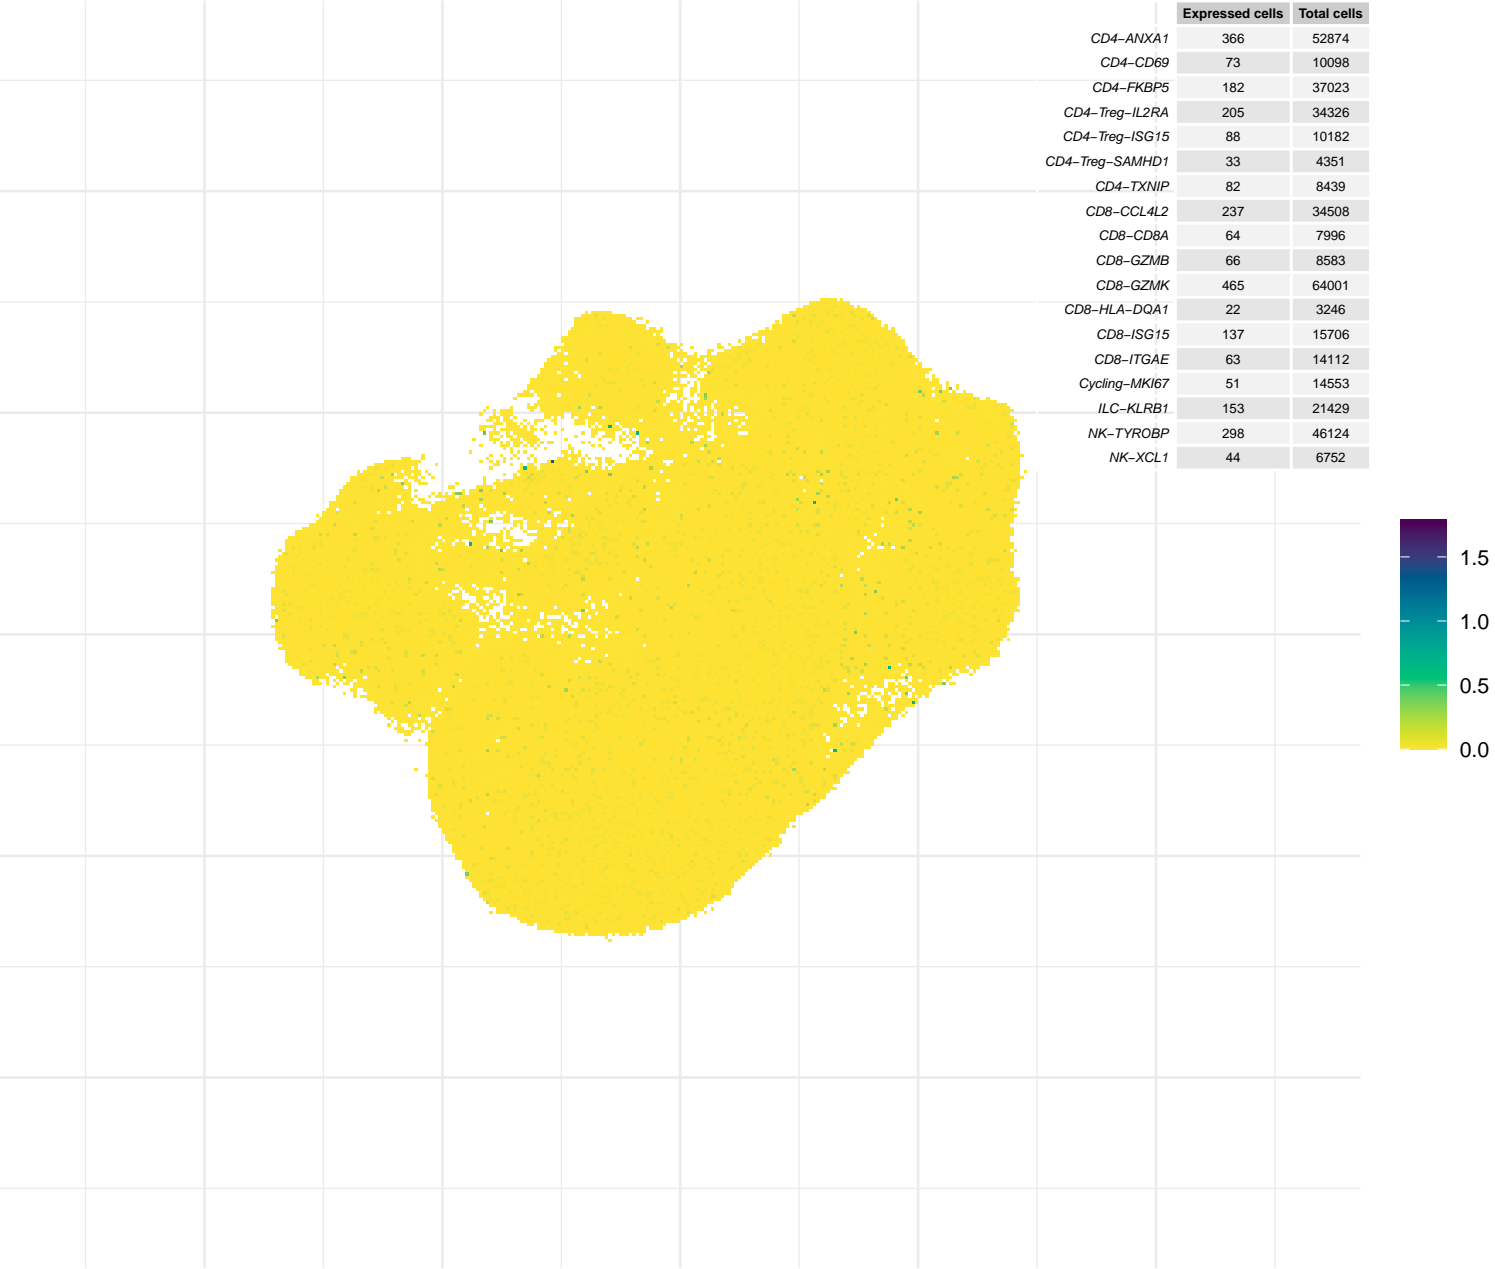 Expressed cells Total cells
CD4−ANXA1 366 52874
CD4−CD69 73 10098
CD4−FKBP5 182 37023
CD4−Treg−IL2RA 205 34326
CD4−Treg−ISG15 88 10182
CD4−Treg−SAMHD1 33 4351
CD4−TXNIP 82 8439
CD8−CCL4L2 237 34508
CD8−CD8A 64 7996
CD8−GZMB 66 8583
CD8−GZMK 465 64001
CD8−HLA−DQA1 22 3246
CD8−ISG15 137 15706
CD8−ITGAE 63 14112
Cycling−MKI67 51 14553
ILC−KLRB1 153 21429
NK−TYROBP 298 46124
NK−XCL1 44 6752
1.5
1.0
0.5
0.0